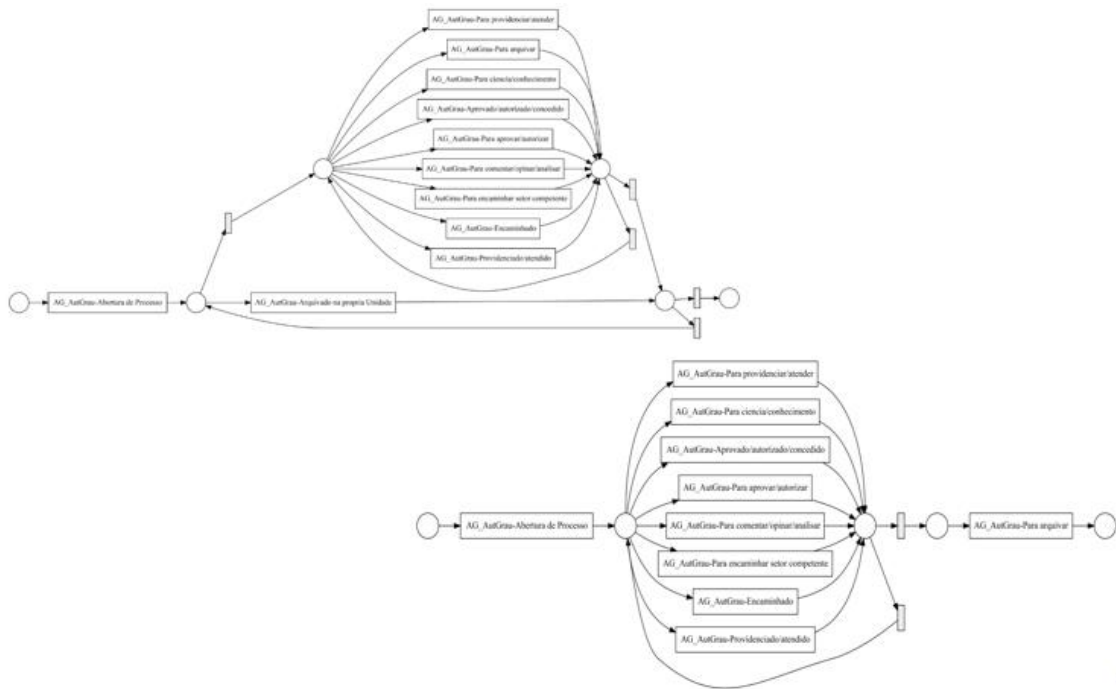 AG_AutGrau-Para providenciar/atender
AG_AutGrau-Para arquivar
AG_AutGrau-Para ciencia/conhecimento
AG_AutGrau-Aprovado/autorizado/concedido
AG_AutGrau-Para aprovar/autorizar
AG_AutGrau-Para comentar/opinar/analisar
AG_AutGrau-Para encaminhar setor competente
AG_AutGrau-Encaminhado
AG_AutGrau-Providenciado/atendido
AG_AutGrau-Abertura de Processo
AG_AutGrau-Arquivado na propria Unidade
AG_AutGrau-Para providenciar/atender
AG_AutGrau-Para ciencia/conhecimento
AG_AutGrau-Aprovado/autorizado/concedido
AG_AutGrau-Para aprovar/autorizar
AG_AutGrau-Abertura de Processo
AG_AutGrau-Para comentar/opinar/analisar
AG_AutGrau-Para arquivar
AG_AutGrau-Para encaminhar setor competente
AG_AutGrau-Encaminhado
AG_AutGrau-Providenciado/atendido